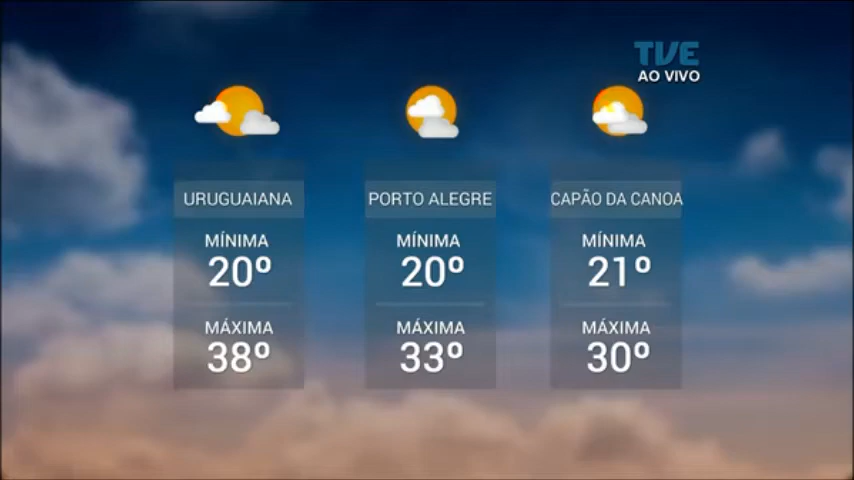 TVE
AO VIVO
URUGUAIANA
MÍNIMA
20º
MÁXIMA
38º
PORTO ALEGRE
MÍNIMA
20º
MÁXIMA
33º
CAPÃO DA CANOA
MÍNIMA
21º
MÁXIMA
30º